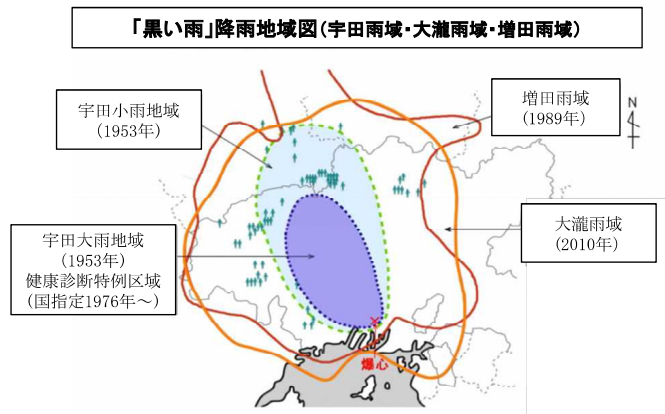 「黒い雨」降雨地域図(宇田雨域・大瀧雨域・増田雨域)
宇田小雨地域
(1953年)
増田雨域
(1989年)
N
宇田大雨地域
(1953年)
健康診断特例区域
(国指定1976年～)
大瀧雨域
(2010年)
爆心